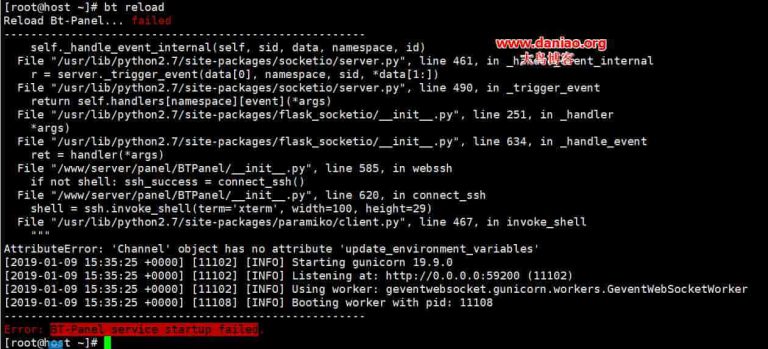 [root@host ~]# bt reload
Reload Bt-Panel... failed
--------------------------------------------------
self._handle_event_internal(self, sid, data, namespace, id)
www.daniao.org
大鸟博客
File "/usr/lib/python2.7/site-packages/socketio/server.py", line 461, in _handle_event_internal
r = server._trigger_event(data[0], namespace, sid, *data[1:])
File "/usr/lib/python2.7/site-packages/socketio/server.py", line 490, in _trigger_event
return self.handlers[namespace][event](*args)
File "/usr/lib/python2.7/site-packages/flask_socketio/__init__.py", line 251, in _handler
*args)
File "/usr/lib/python2.7/site-packages/flask_socketio/__init__.py", line 634, in _handle_event
ret = handler(*args)
File "/www/server/panel/BTPanel/__init__.py", line 585, in webssh
if not shell: ssh_success = connect_ssh()
File "/www/server/panel/BTPanel/__init__.py", line 620, in connect_ssh
shell = ssh.invoke_shell(term='xterm', width=100, height=29)
File "/usr/lib/python2.7/site-packages/paramiko/client.py", line 467, in invoke_shell
"""
AttributeError: 'Channel' object has no attribute 'update_environment_variables'
[2019-01-09 15:35:25 +0000] [11102] [INFO] Starting gunicorn 19.9.0
[2019-01-09 15:35:25 +0000] [11102] [INFO] Listening at: http://0.0.0.0:59200 (11102)
[2019-01-09 15:35:25 +0000] [11102] [INFO] Using worker: geventwebsocket.gunicorn.workers.GeventWebSocketWorker
[2019-01-09 15:35:25 +0000] [11108] [INFO] Booting worker with pid: 11108
--------------------------------------------------
Error: BT-Panel service startup failed.
[root@host ~]#